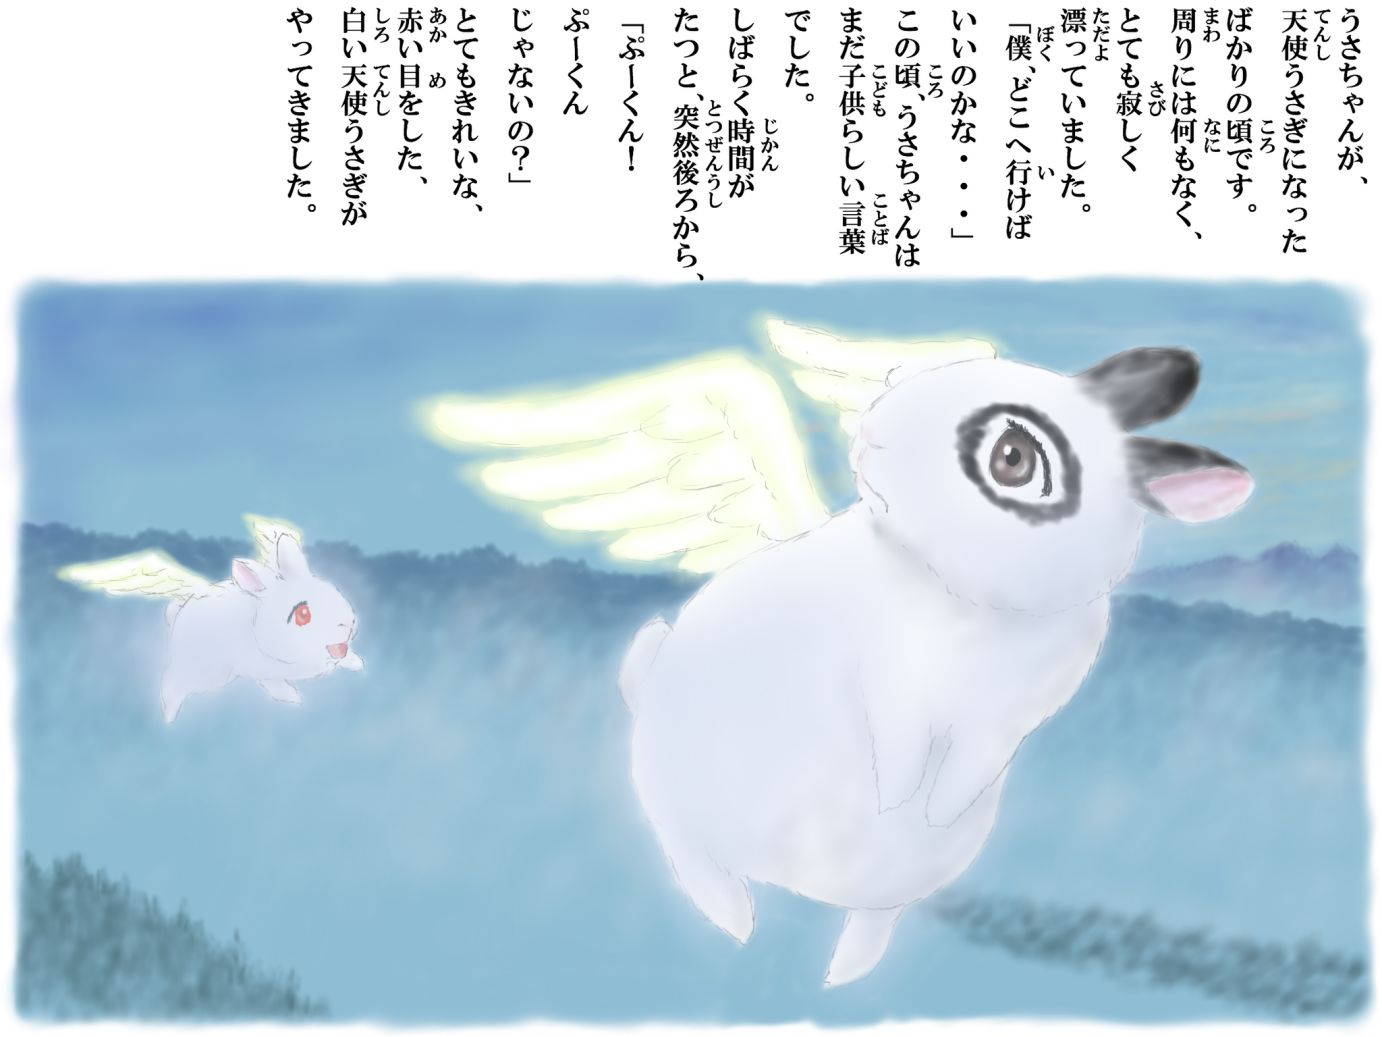 うさちゃんが、
天使うさぎになった
ばかりの頃です。
周りには何もなく、
とても寂しく
漂っていました。
「僕、どこへ行けば
いいのかな・・・」
この頃、うさちゃんは
まだ子供らしい言葉
でした。
しばらく時間が
たつと、突然後ろから、
「ぷーくん！
ぷーくん
じゃないの？」
とてもきれいな、
赤い目をした、
白い天使うさぎが
やってきました。